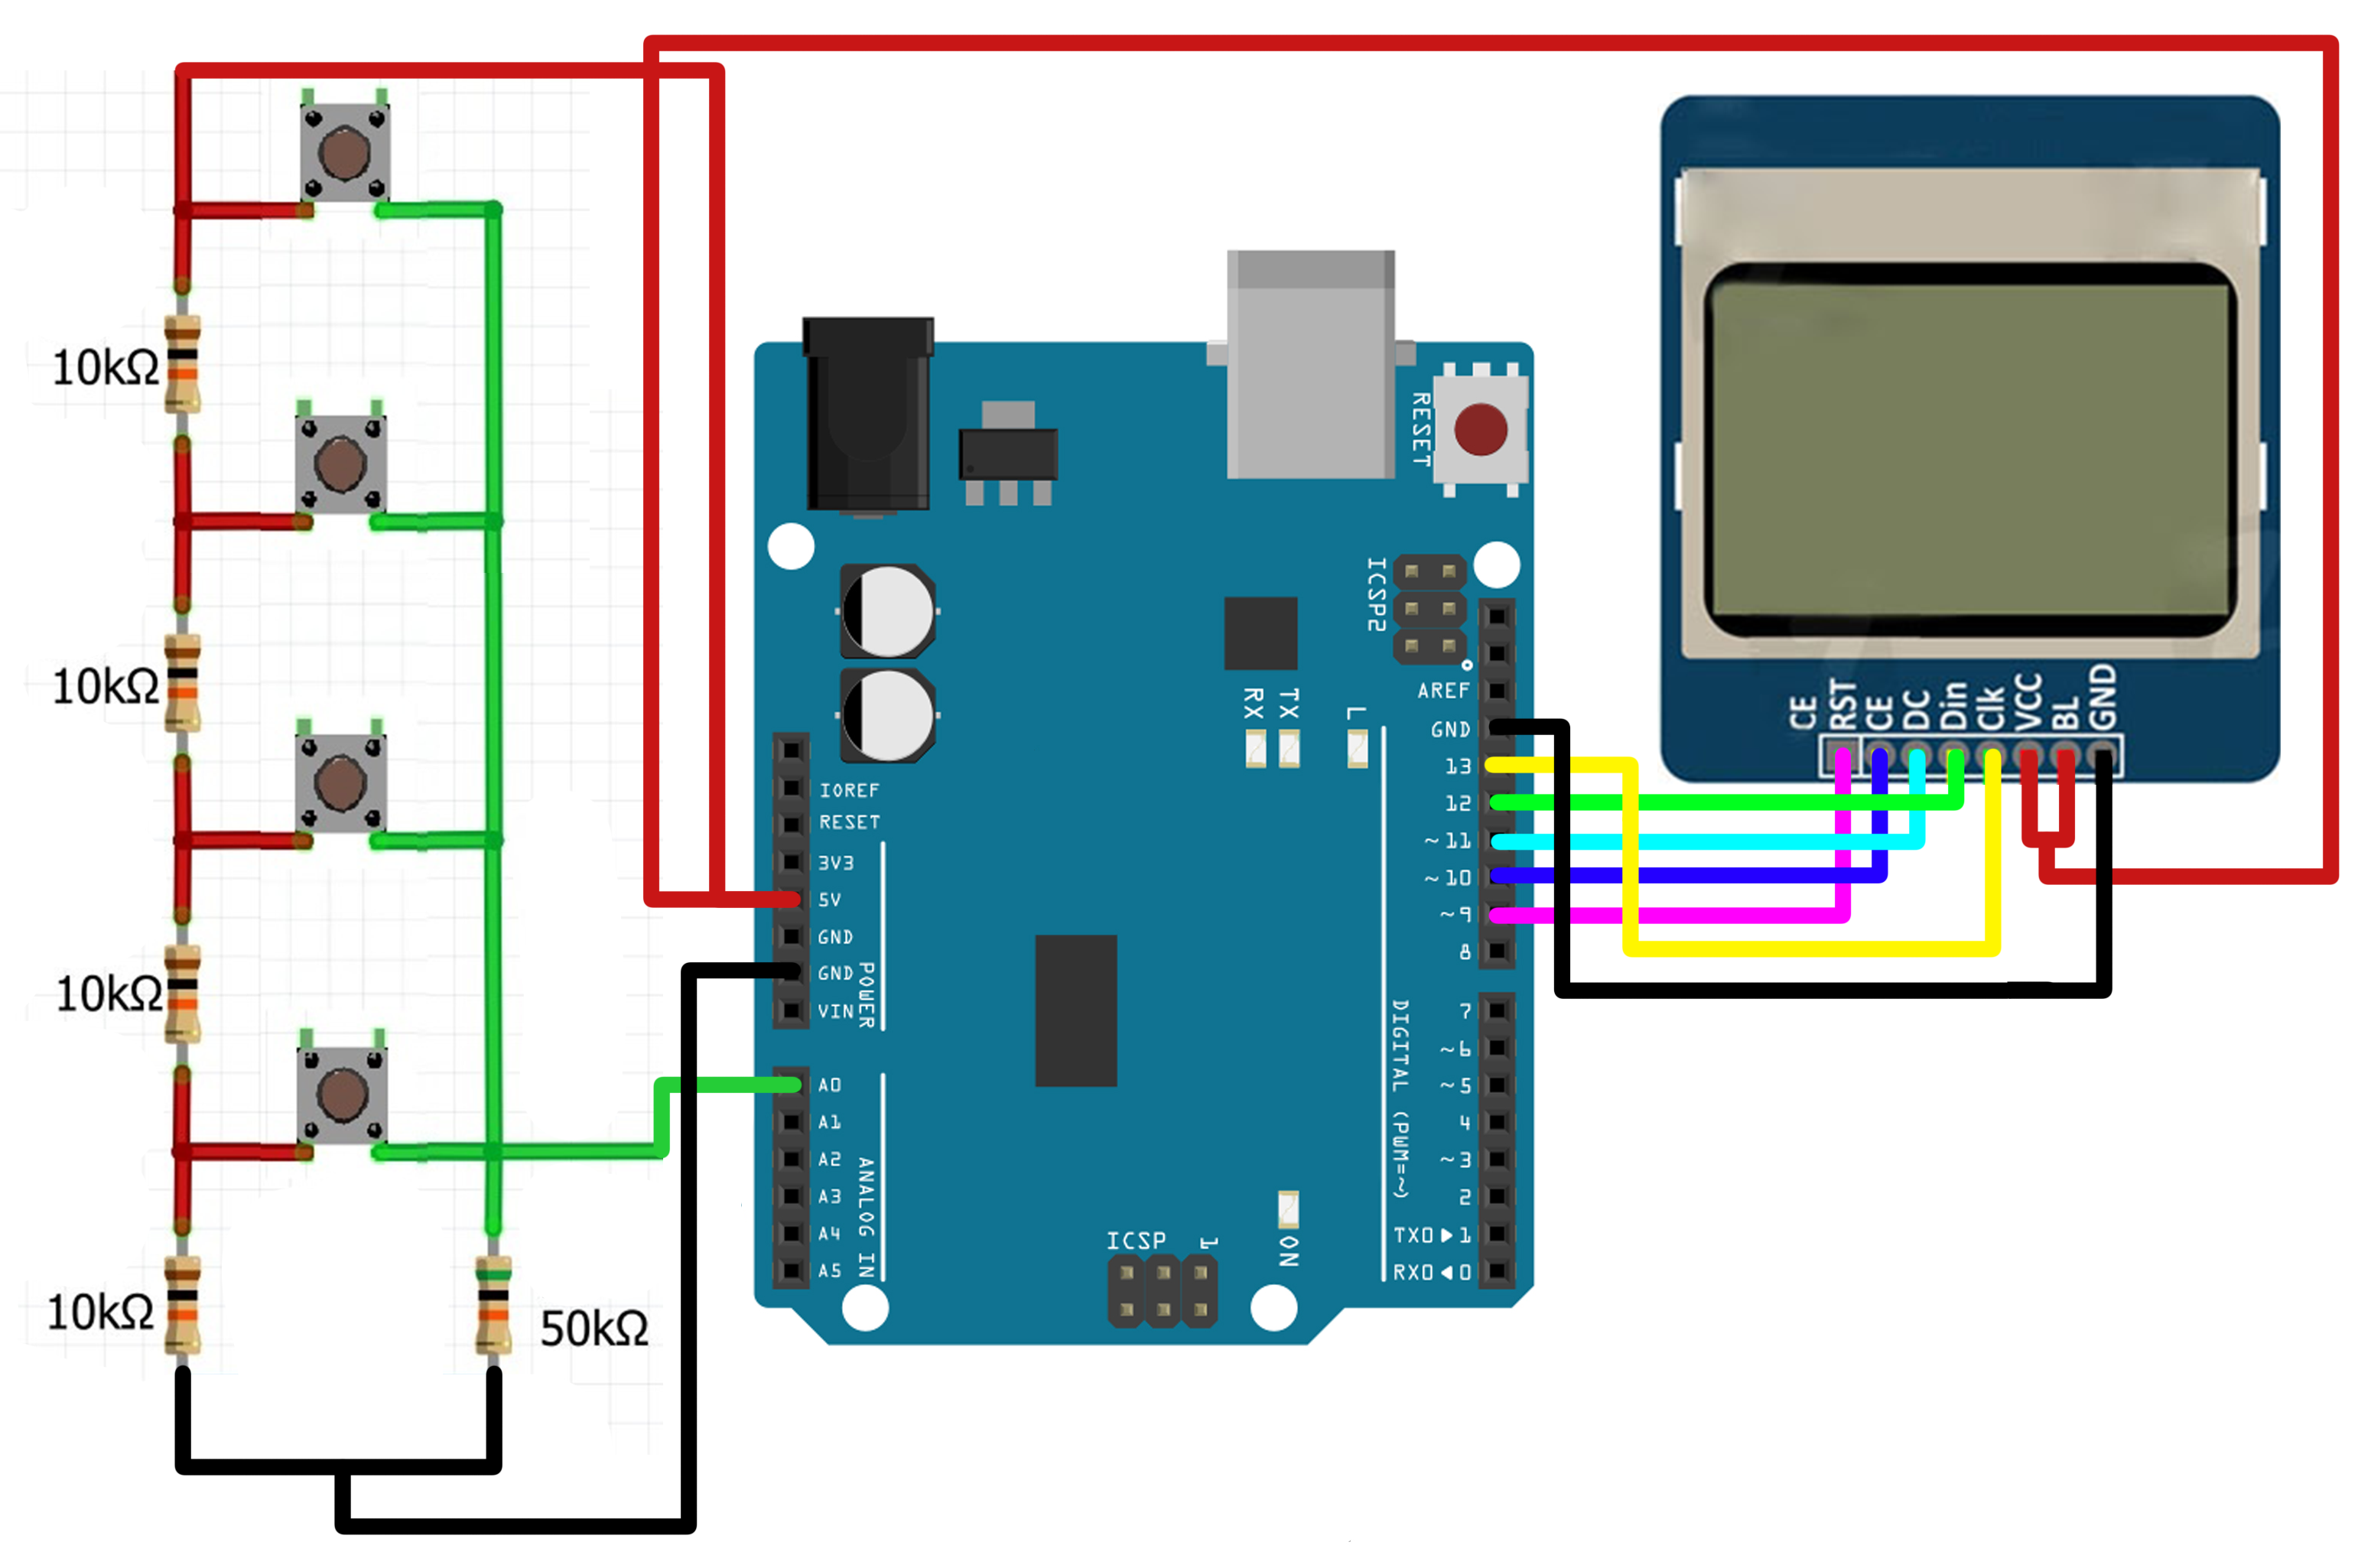 10kΩ
10kΩ
10kΩ
10kΩ
50kΩ
RESET
ICSP2
AREF
GND
13
12
~11
~10
~9
8
7
~6
~5
4
~3
2
TX0▶1
RX0◀0
DIGITAL (PWM=~)
RX
TX
L
IOREF
RESET
3V3
5V
GND
GND
VIN
POWER
A0
A1
A2
A3
A4
A5
ANALOG IN
ICSP
1
ON
CE
RST
CE
DC
Din
Clk
VCC
BL
GND